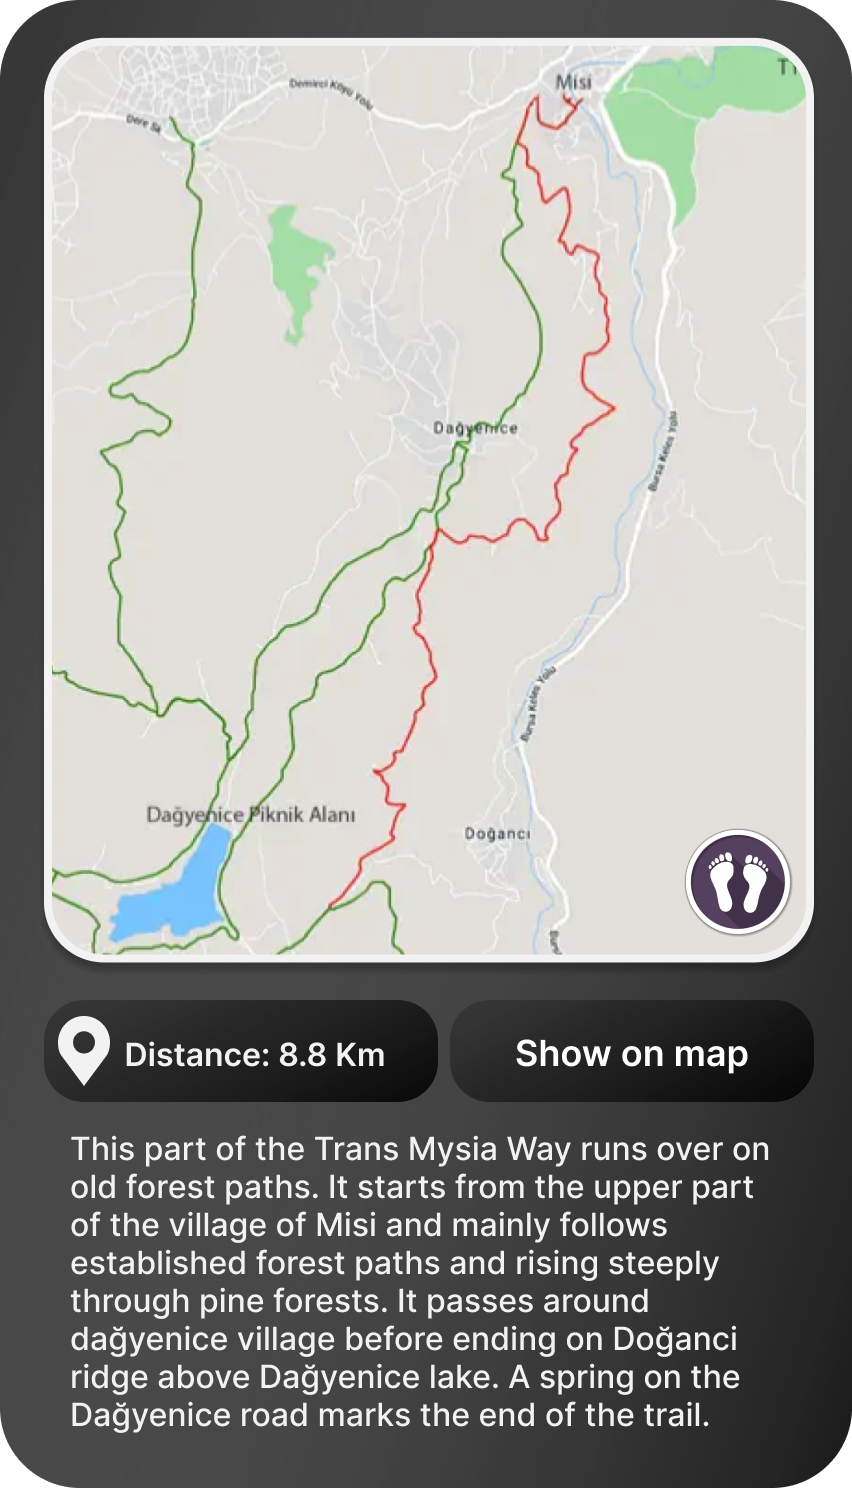 Misi
Demirci Köyü Yolu
Dere Sk
Dağyenice
Bursa Keles Yolu
Bursa Keles Yolu
Dağyenice Piknik Alanı
Doğancı
Distance: 8.8 Km
Show on map
This part of the Trans Mysia Way runs over on
old forest paths. It starts from the upper part
of the village of Misi and mainly follows
established forest paths and rising steeply
through pine forests. It passes around
dağyenice village before ending on Doğanci
ridge above Dağyenice lake. A spring on the
Dağyenice road marks the end of the trail.